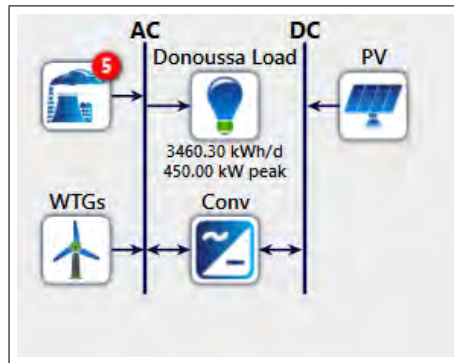 AC DC
5 Donoussa Load PV
3460.30 kWh/d
450.00 kW peak
WTGs Conv